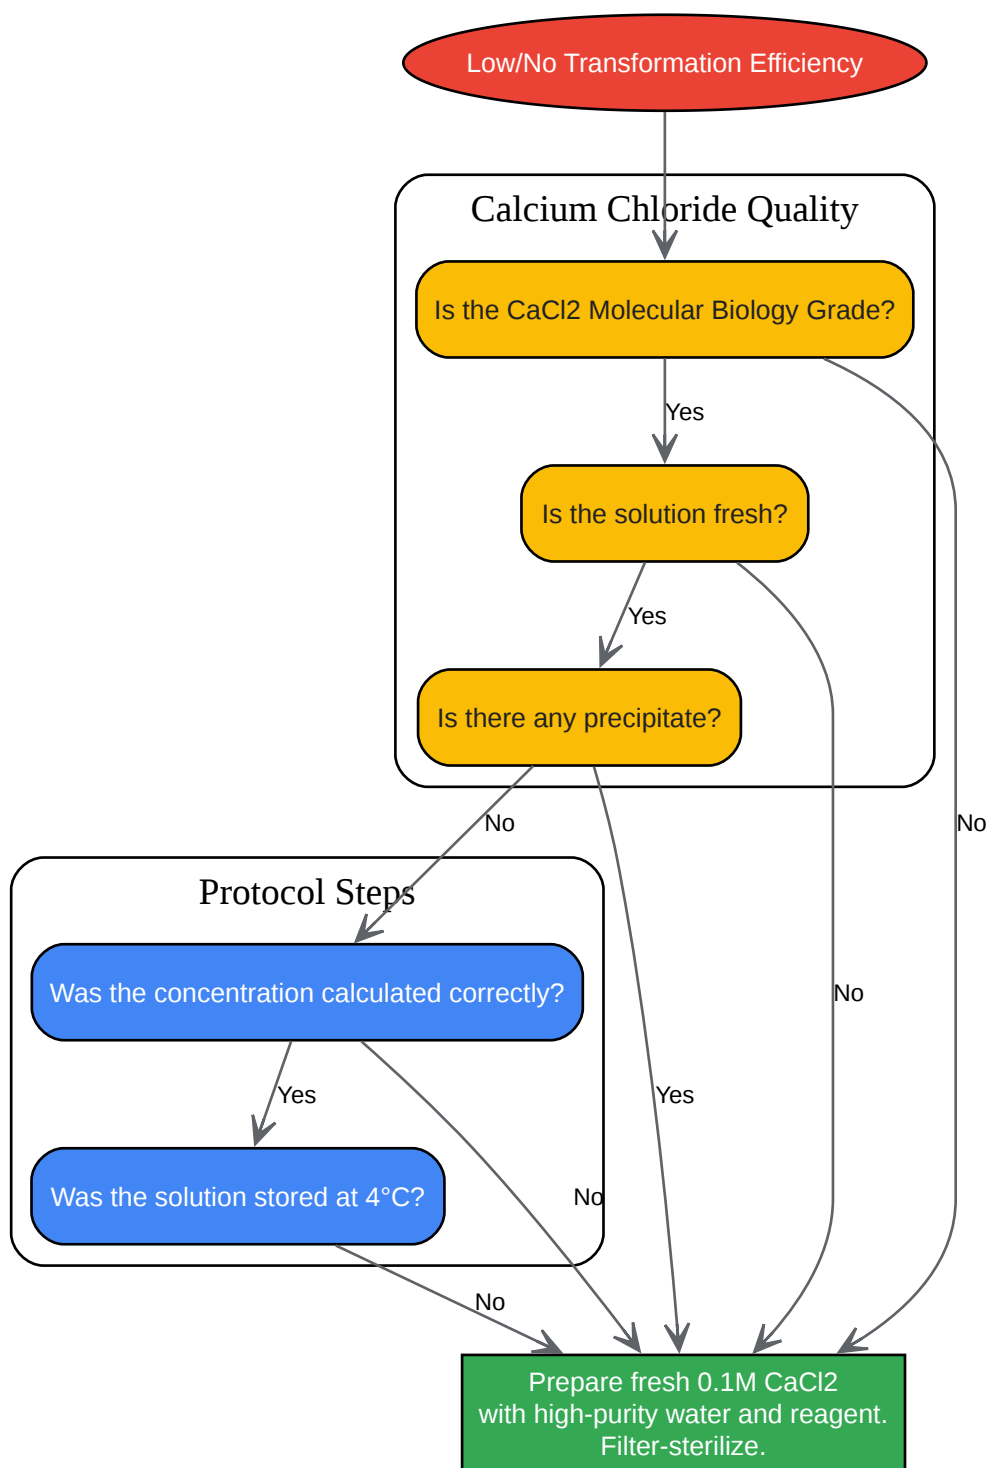 Low/No Transformation Efficiency
Calcium Chloride Quality
Is the CaCl2 Molecular Biology Grade?
Yes
Is the solution fresh?
Yes
Is there any precipitate?
No
No
Protocol Steps
Was the concentration calculated correctly?
No
Yes
Yes
Was the solution stored at 4°C?
No
No
Prepare fresh 0.1M CaCl2
with high-purity water and reagent.
Filter-sterilize.